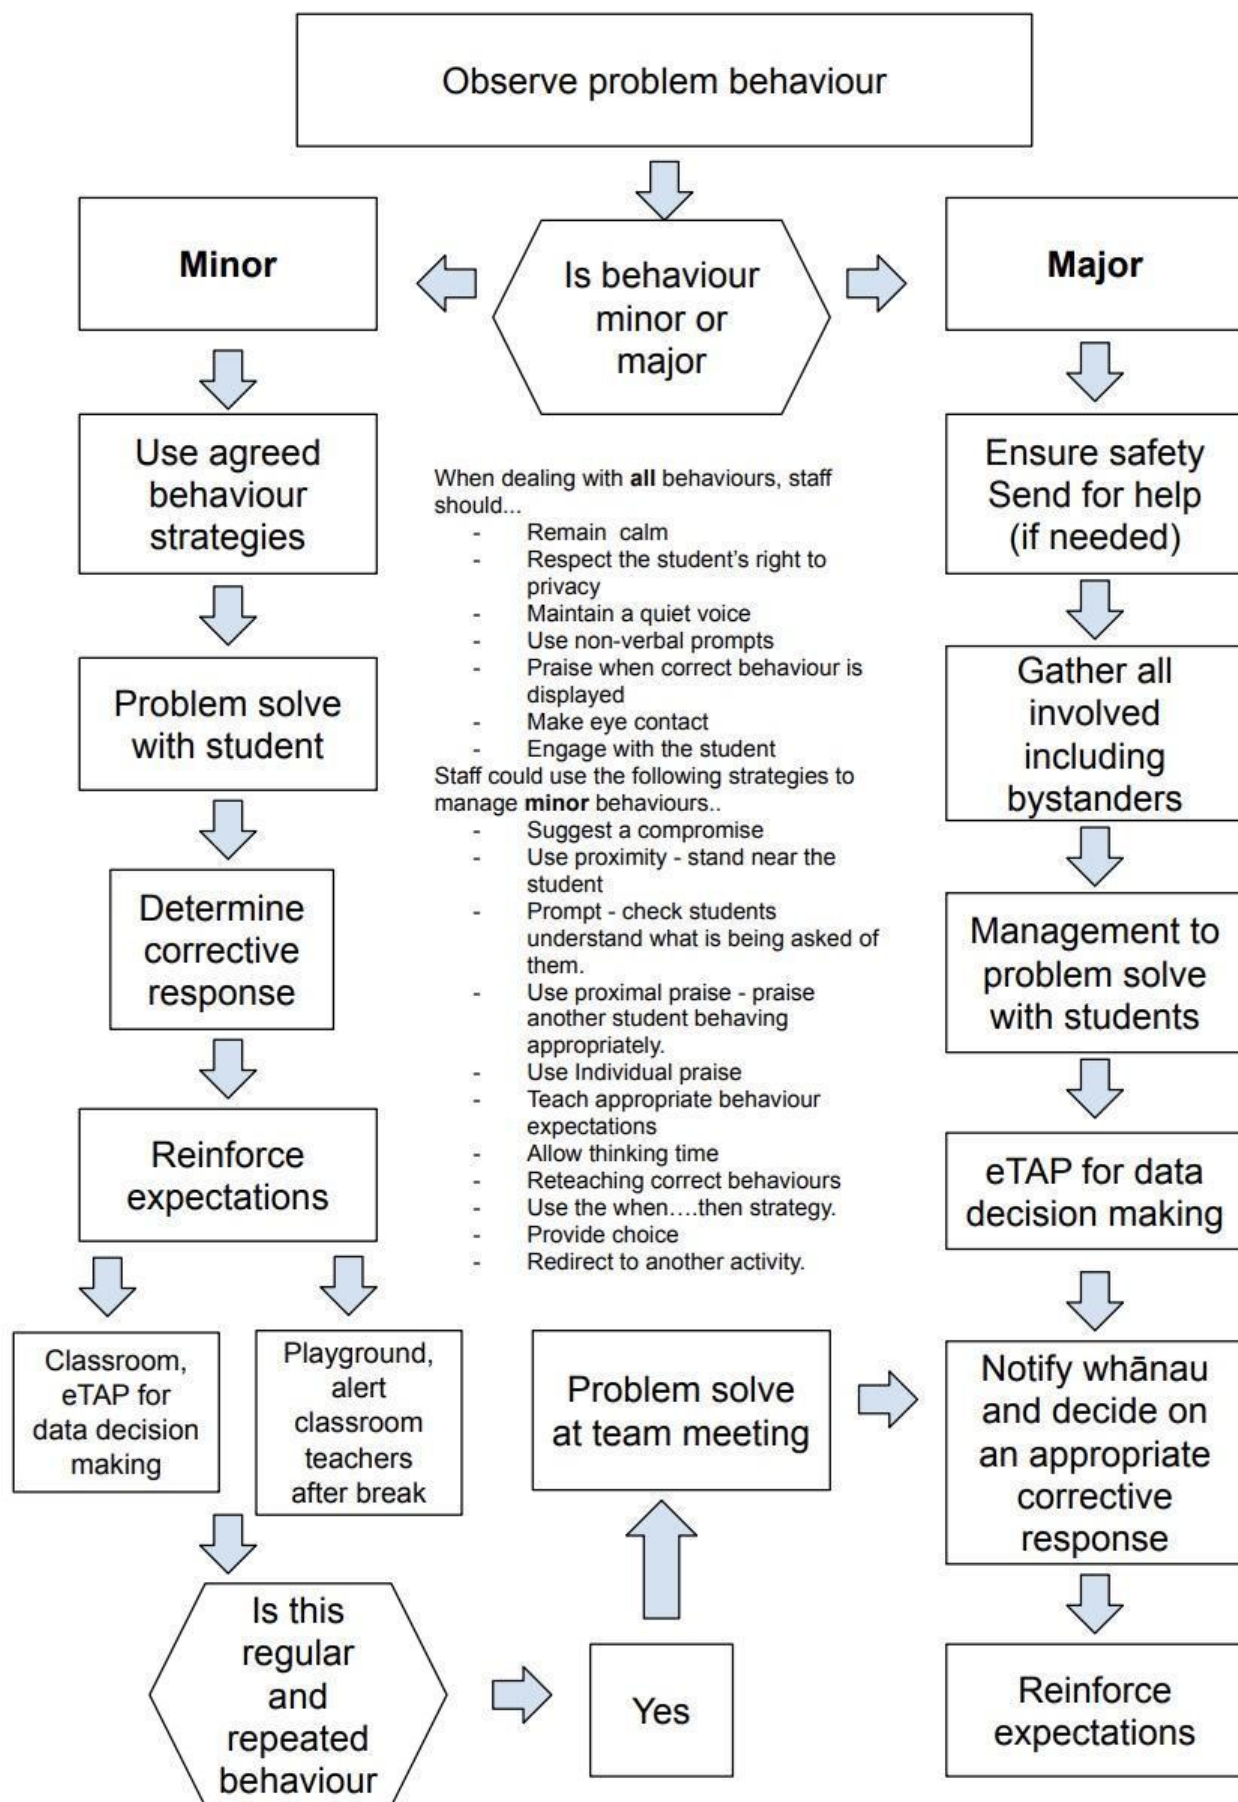 Observe problem behaviour
Is behaviour
minor or
major
Minor
Use agreed
behaviour
strategies
Problem solve
with student
Determine
corrective
response
Reinforce
expectations
Classroom,
eTAP for
data decision
making
Playground,
alert
classroom
teachers
after break
Is this
regular
and
repeated
behaviour
Yes
Problem solve
at team meeting
When dealing with all behaviours, staff
should...
- Remain calm
- Respect the student's right to
privacy
- Maintain a quiet voice
- Use non-verbal prompts
- Praise when correct behaviour is
displayed
- Make eye contact
- Engage with the student
Staff could use the following strategies to
manage minor behaviours..
- Suggest a compromise
- Use proximity - stand near the
student
- Prompt - check students
understand what is being asked of
them.
- Use proximal praise - praise
another student behaving
appropriately.
- Use Individual praise
- Teach appropriate behaviour
expectations
- Allow thinking time
- Reteaching correct behaviours
- Use the when....then strategy.
- Provide choice
- Redirect to another activity.
Major
Ensure safety
Send for help
(if needed)
Gather all
involved
including
bystanders
Management to
problem solve
with students
eTAP for data
decision making
Notify whānau
and decide on
an appropriate
corrective
response
Reinforce
expectations